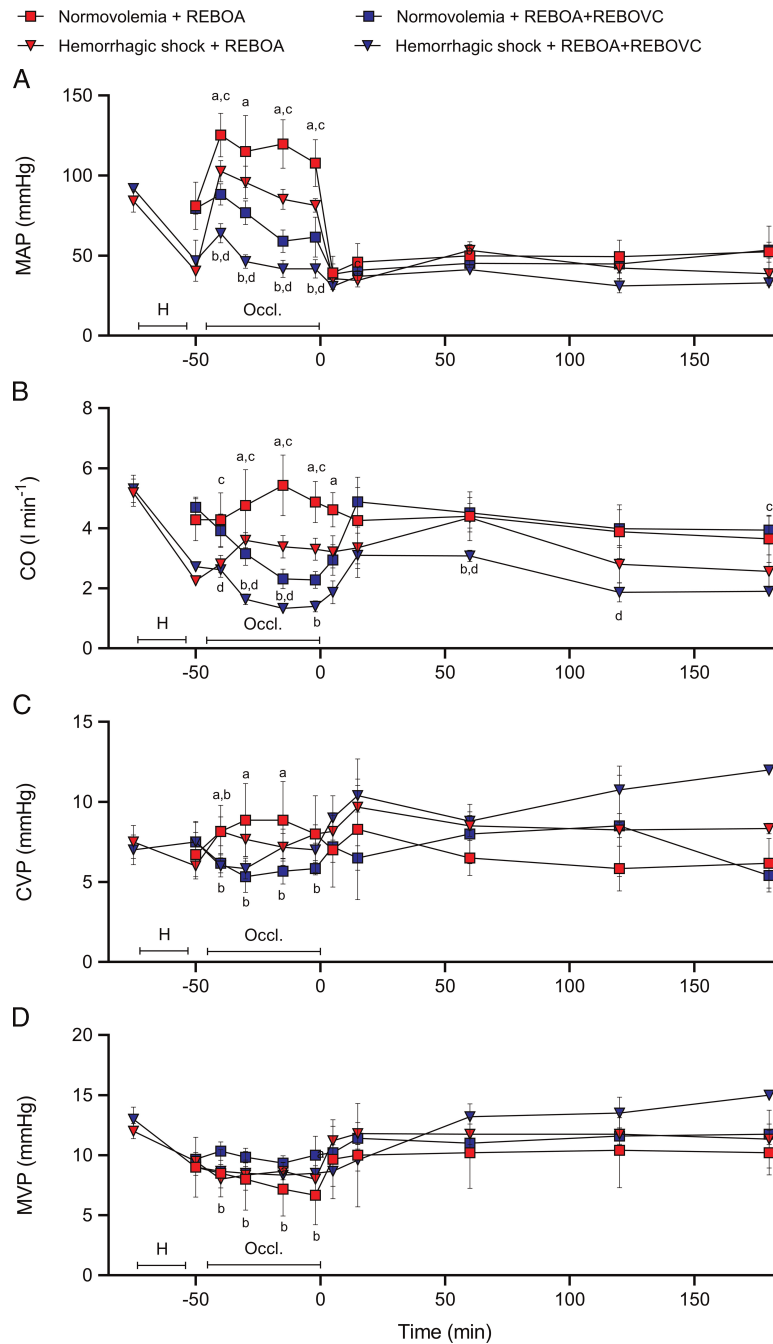 Normovolemia + REBOA
Normovolemia + REBOA+REBOVC
Hemorrhagic shock + REBOA
Hemorrhagic shock + REBOA+REBOVC
A
MAP (mmHg)
150
100
50
0
a,c
a
a,c
a,c
b,d
b,d
b,d
b,d
H
Occl.
-50
0
50
100
150
B
CO (l min⁻¹)
8
6
4
2
0
c
a,c
a,c
a,c
a
c
d
b,d
b,d
b
b,d
d
H
Occl.
-50
0
50
100
150
C
CVP (mmHg)
15
10
5
0
a,b
a
a
b
b
b
b
H
Occl.
-50
0
50
100
150
D
MVP (mmHg)
20
15
10
5
0
b
b
b
b
H
Occl.
-50
0
50
100
150
Time (min)